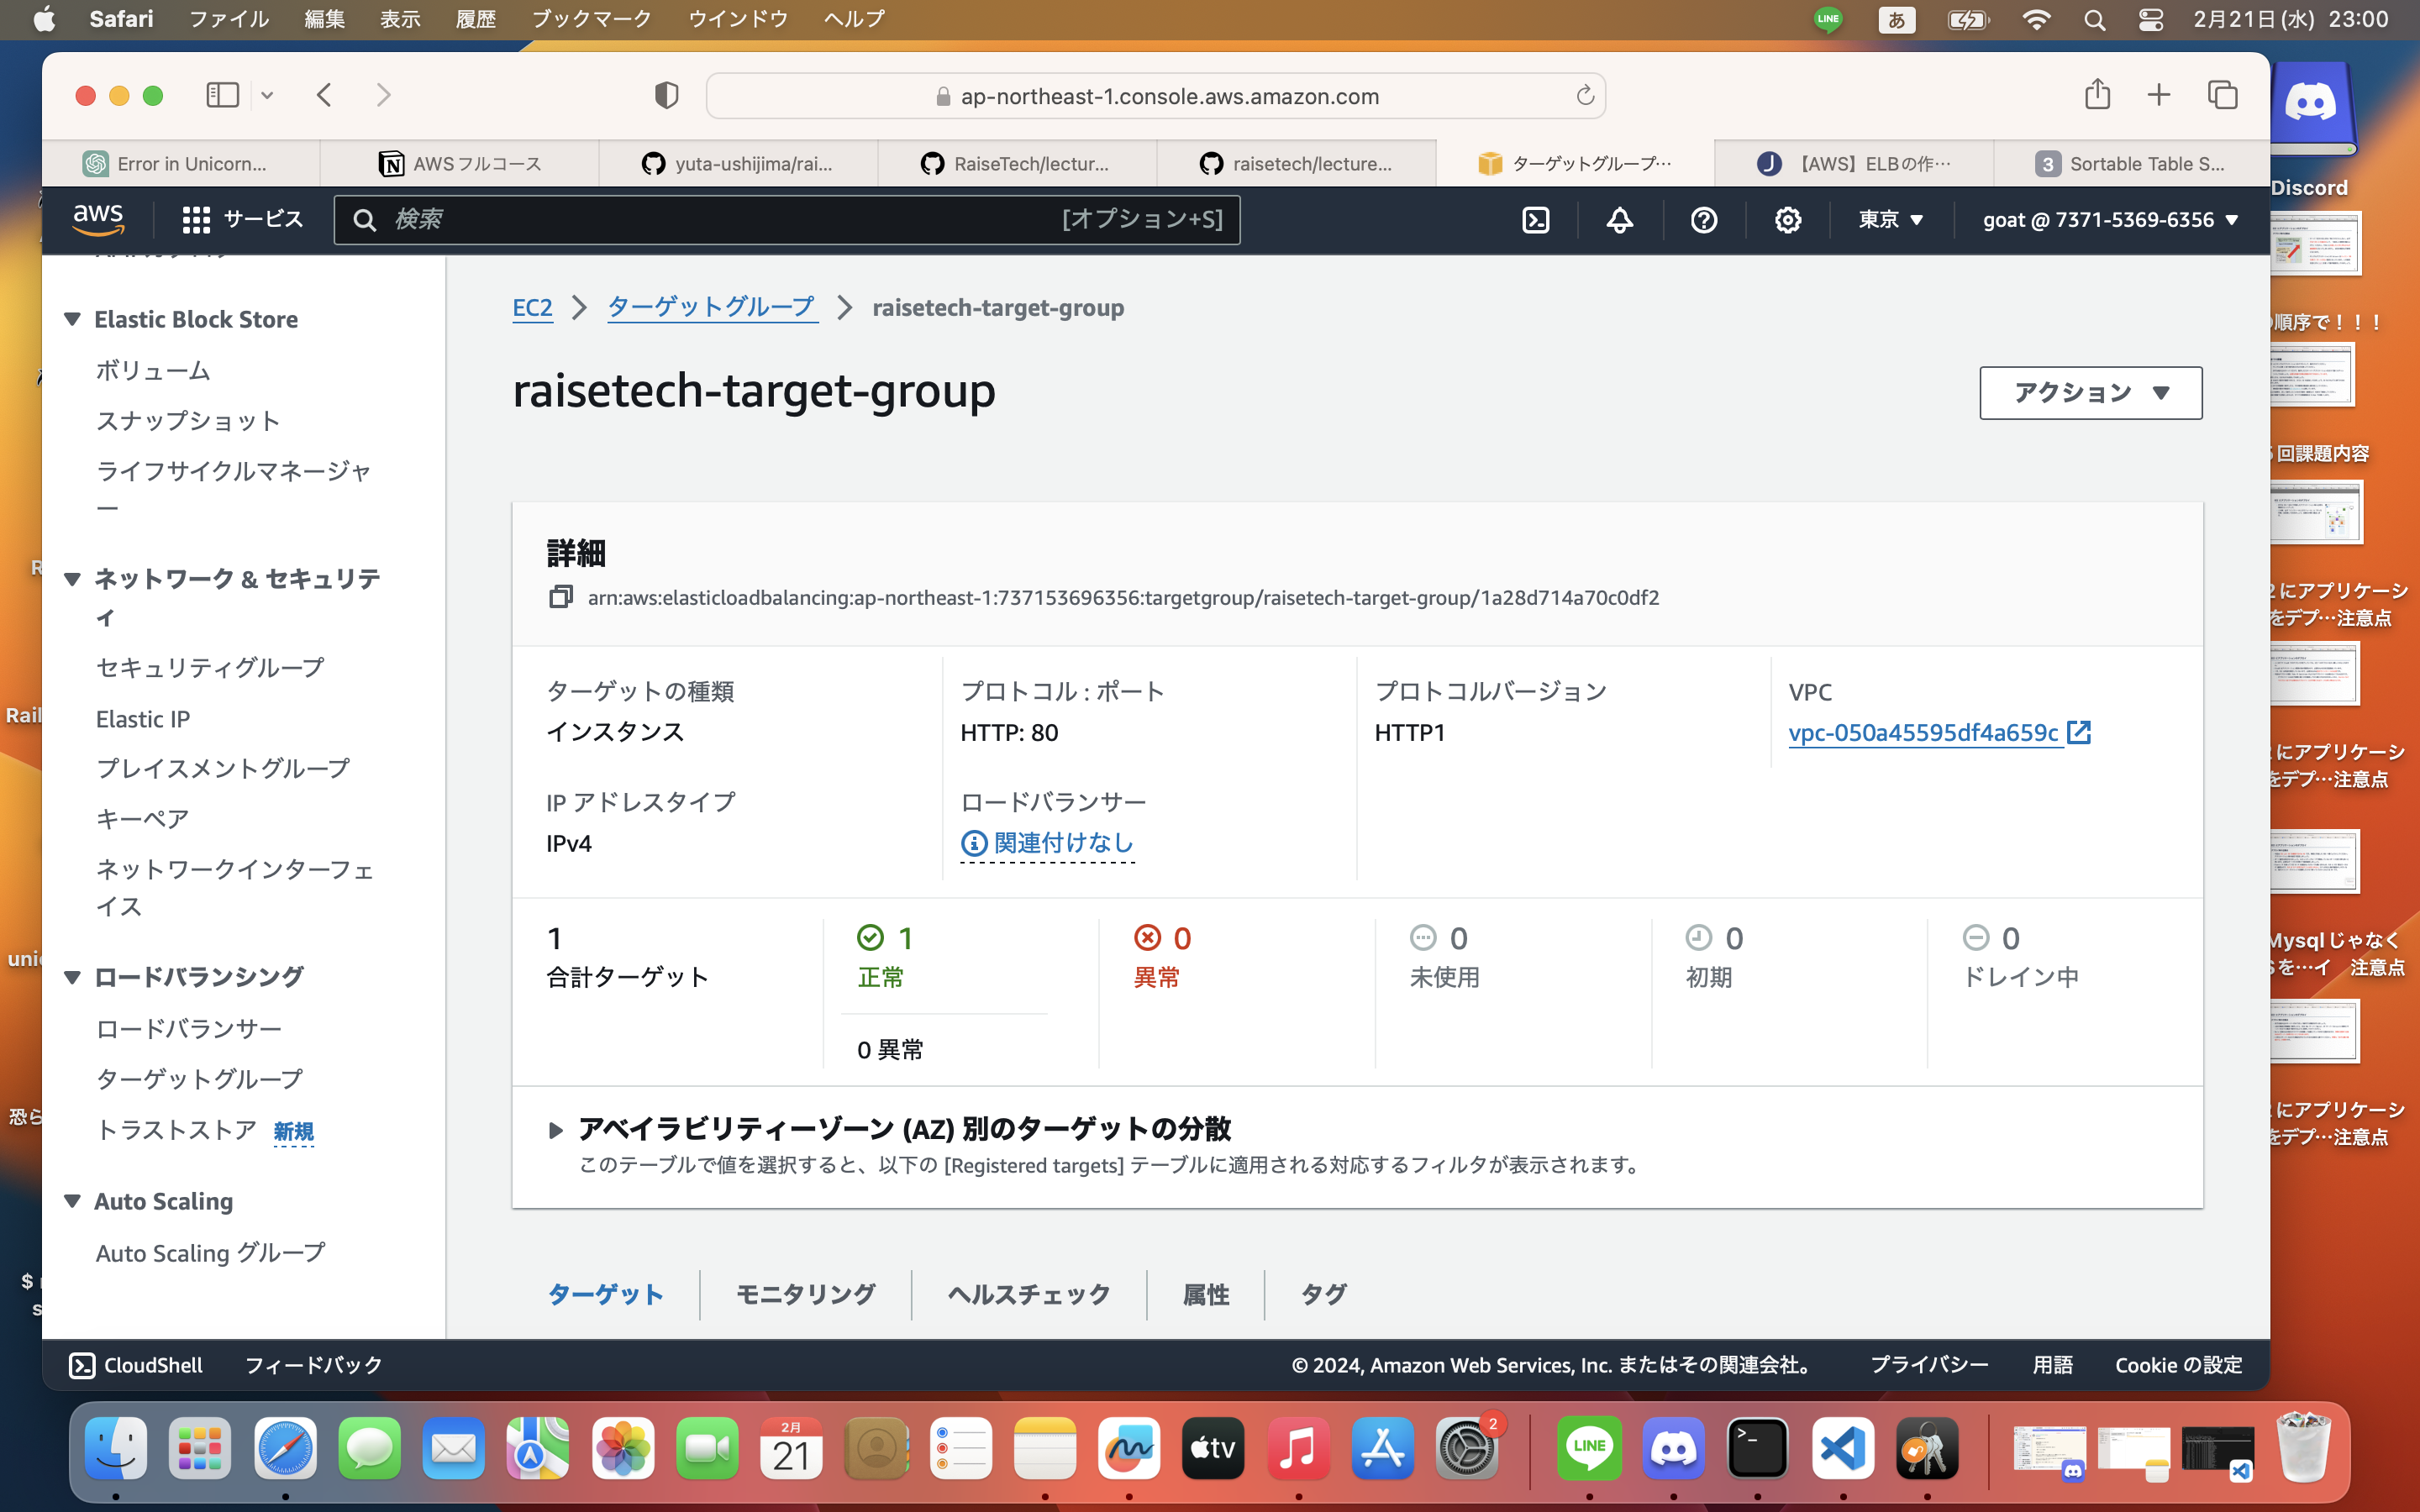 Safari ファイル 編集 表示 履歴 ブックマーク ウインドウ ヘルプ LINE あ 2月21日(水) 23:00
ap-northeast-1.console.aws.amazon.com
Error in Unicorn... AWSフルコース yuta-ushijima/rai... RaiseTech/lectur... raisetech/lecture... ターゲットグループ… 【AWS】ELBの作… 3 Sortable Table S...
aws サービス 検索 [オプション+S] 東京 goat @ 7371-5369-6356
Elastic Block Store
ボリューム
スナップショット
ライフサイクルマネージャ
ー
ネットワーク & セキュリテ
ィ
セキュリティグループ
Elastic IP
プレイスメントグループ
キーペア
ネットワークインターフェ
イス
ロードバランシング
ロードバランサー
ターゲットグループ
トラストストア 新規
Auto Scaling
Auto Scaling グループ
EC2 ターゲットグループ raisetech-target-group
raisetech-target-group
アクション
詳細
arn:aws:elasticloadbalancing:ap-northeast-1:737153696356:targetgroup/raisetech-target-group/1a28d714a70c0df2
ターゲットの種類 プロトコル : ポート プロトコルバージョン VPC
インスタンス HTTP: 80 HTTP1 vpc-050a45595df4a659c
IP アドレスタイプ ロードバランサー
IPv4 関連付けなし
1 1 0 0 0 0
合計ターゲット 正常 異常 未使用 初期 ドレイン中
0 異常
アベイラビリティーゾーン (AZ) 別のターゲットの分散
このテーブルで値を選択すると、以下の [Registered targets] テーブルに適用される対応するフィルタが表示されます。
ターゲット モニタリング ヘルスチェック 属性 タグ
CloudShell フィードバック © 2024, Amazon Web Services, Inc. またはその関連会社。 プライバシー 用語 Cookie の設定
Discord
順序で！！！
回課題内容
にアプリケーシ
をデプ…注意点
にアプリケーシ
をデプ…注意点
Mysqlじゃなく
を…イ 注意点
にアプリケーシ
をデプ…注意点
Rail
恐ら
2月
21
tv
2
LINE